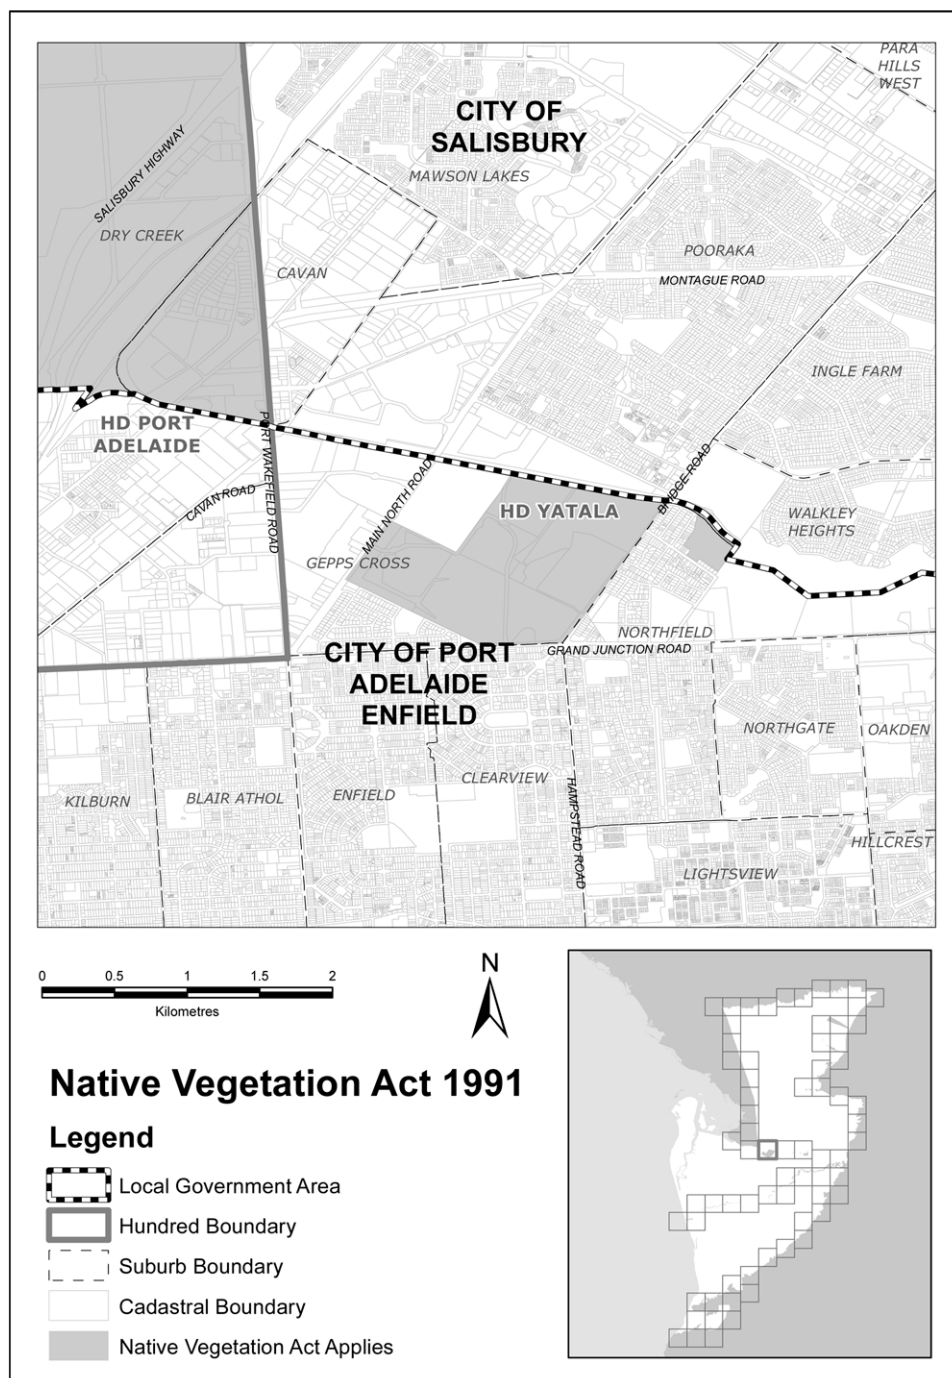 PARA
HILLS
WEST
CITY OF
SALISBURY
MAWSON LAKES
SALISBURY HIGHWAY
DRY CREEK
CAVAN
POORAKA
MONTAGUE ROAD
INGLE FARM
HD PORT
ADELAIDE
PORT WAKEFIELD ROAD
CAVAN ROAD
MAIN NORTH ROAD
HD YATALA
BRIDGE ROAD
WALKLEY
HEIGHTS
GEPPS CROSS
NORTHFIELD
GRAND JUNCTION ROAD
CITY OF PORT
ADELAIDE
ENFIELD
NORTHGATE
OAKDEN
KILBURN
BLAIR ATHOL
ENFIELD
CLEARVIEW
HAMPSTEAD ROAD
HILLCREST
LIGHTSVIEW
0 0.5 1 1.5 2
Kilometres
N
Native Vegetation Act 1991
Legend
Local Government Area
Hundred Boundary
Suburb Boundary
Cadastral Boundary
Native Vegetation Act Applies